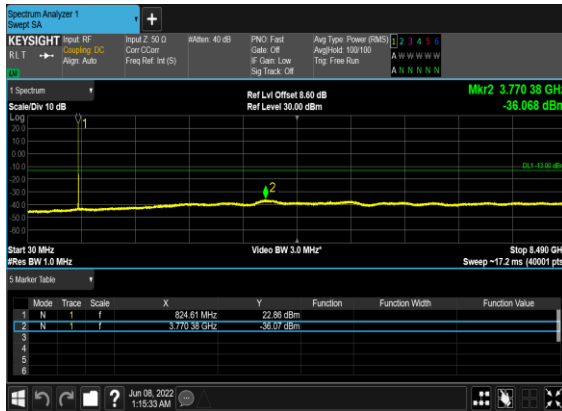 Spectrum Analyzer 1
Swept SA
KEYSIGHT Input: RF Input Z: 50 Ω #Atten: 40 dB PNO: Fast Avg Type: Power (RMS) 1 2 3 4 5 6
RLT Coupling: DC Corr CCorr Gate: Off Avg|Hold: 100/100 A W W W W W
Align: Auto Freq Ref: Int (S) IF Gain: Low Trig: Free Run
Sig Track: Off A N N N N N
1 Spectrum Mkr2 3.770 38 GHz
Ref Lvl Offset 8.60 dB
Scale/Div 10 dB Ref Level 30.00 dBm -36.068 dBm
Log
1
20.0
10.0
0.00
-10.0
DL1 -13.00 dBm
-20.0
-30.0
2
-40.0
-50.0
-60.0
Start 30 MHz Video BW 3.0 MHz* Stop 8.490 GHz
#Res BW 1.0 MHz Sweep ~17.2 ms (40001 pts)
5 Marker Table
Mode Trace Scale X Y Function Function Width Function Value
1 N 1 f 824.61 MHz 22.86 dBm
2 N 1 f 3.770 38 GHz -36.07 dBm
3
4
5
6
? Jun 08, 2022
1:15:33 AM